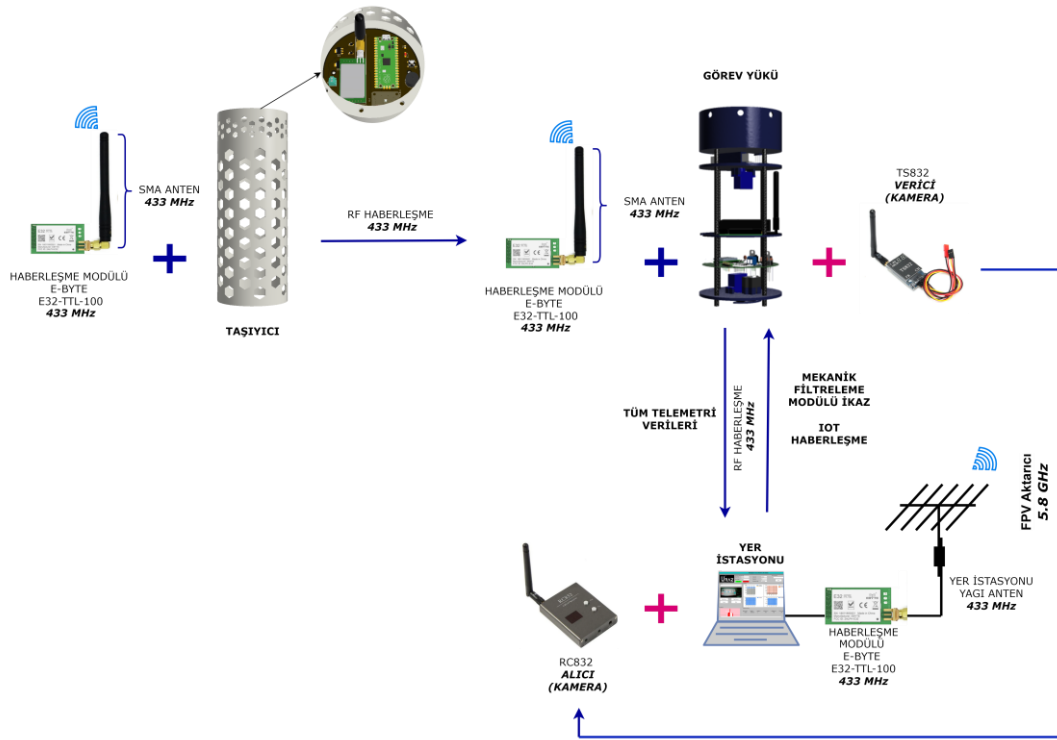 GÖREV YÜKÜ
SMA ANTEN
433 MHz
HABERLEŞME MODÜLÜ
E-BYTE
E32-TTL-100
433 MHz
TAŞIYICI
RF HABERLEŞME
433 MHz
SMA ANTEN
433 MHz
HABERLEŞME MODÜLÜ
E-BYTE
E32-TTL-100
433 MHz
TS832
VERİCİ
(KAMERA)
TÜM TELEMETRİ
VERİLERİ
RF HABERLEŞME
433 MHz
MEKANİK
FİLTRELEME
MODÜLÜ İKAZ
IOT
HABERLEŞME
FPV Aktarıcı
5.8 GHz
YER
İSTASYONU
YER İSTASYONU
YAGI ANTEN
433 MHz
HABERLEŞME
MODÜLÜ
E-BYTE
E32-TTL-100
433 MHz
RC832
ALICI
(KAMERA)